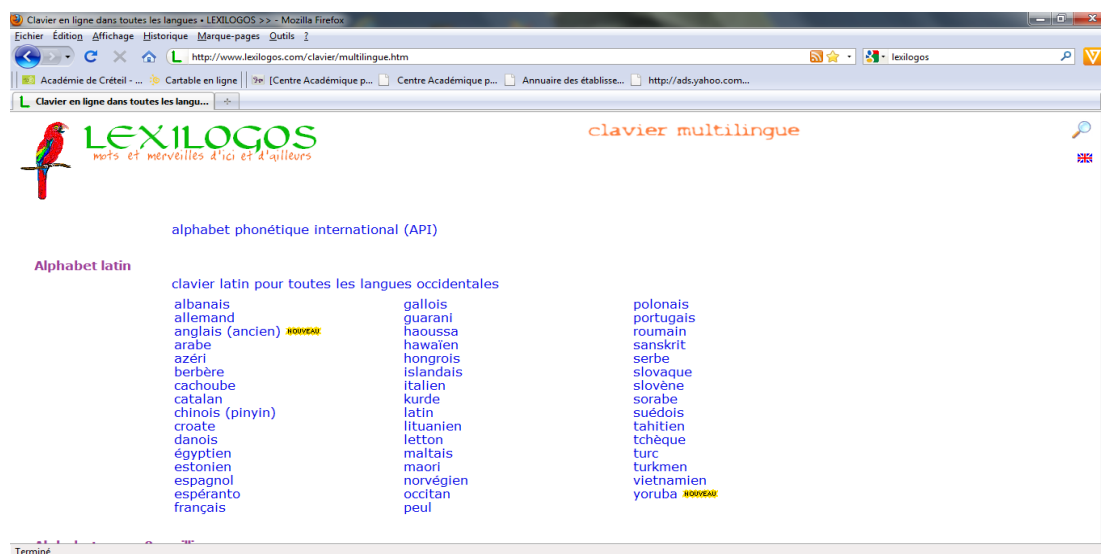 Clavier en ligne dans toutes les langues • LEXILOGOS >> - Mozilla Firefox
Fichier Édition Affichage Historique Marque-pages Outils ?
http://www.lexilogos.com/clavier/multilingue.htm lexilogos
Académie de Créteil - ... Cartable en ligne [Centre Académique p... Centre Académique p... Annuaire des établisse... http://ads.yahoo.com...
Clavier en ligne dans toutes les langu...
LEXILOGOS
mots et merveilles d'ici et d'ailleurs
clavier multilingue
alphabet phonétique international (API)
Alphabet latin
clavier latin pour toutes les langues occidentales
albanais
allemand
anglais (ancien) NOUVEAU
arabe
azéri
berbère
cachoube
catalan
chinois (pinyin)
croate
danois
égyptien
estonien
espagnol
espéranto
français
gallois
guarani
haoussa
hawaïen
hongrois
islandais
italien
kurde
latin
lituanien
letton
maltais
maori
norvégien
occitan
peul
polonais
portugais
roumain
sanskrit
serbe
slovaque
slovène
sorabe
suédois
tahitien
tchèque
turc
turkmen
vietnamien
yoruba NOUVEAU
Terminé